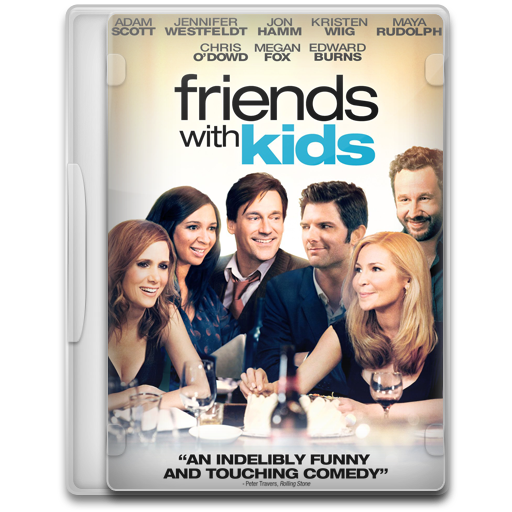 ADAM JENNIFER JON KRISTEN MAYA
SCOTT WESTFELDT HAMM WIIG RUDOLPH
CHRIS MEGAN EDWARD
O'DOWD FOX BURNS
friends
with kids
"AN INDELIBLY FUNNY
AND TOUCHING COMEDY"
- Peter Travers, Rolling Stone